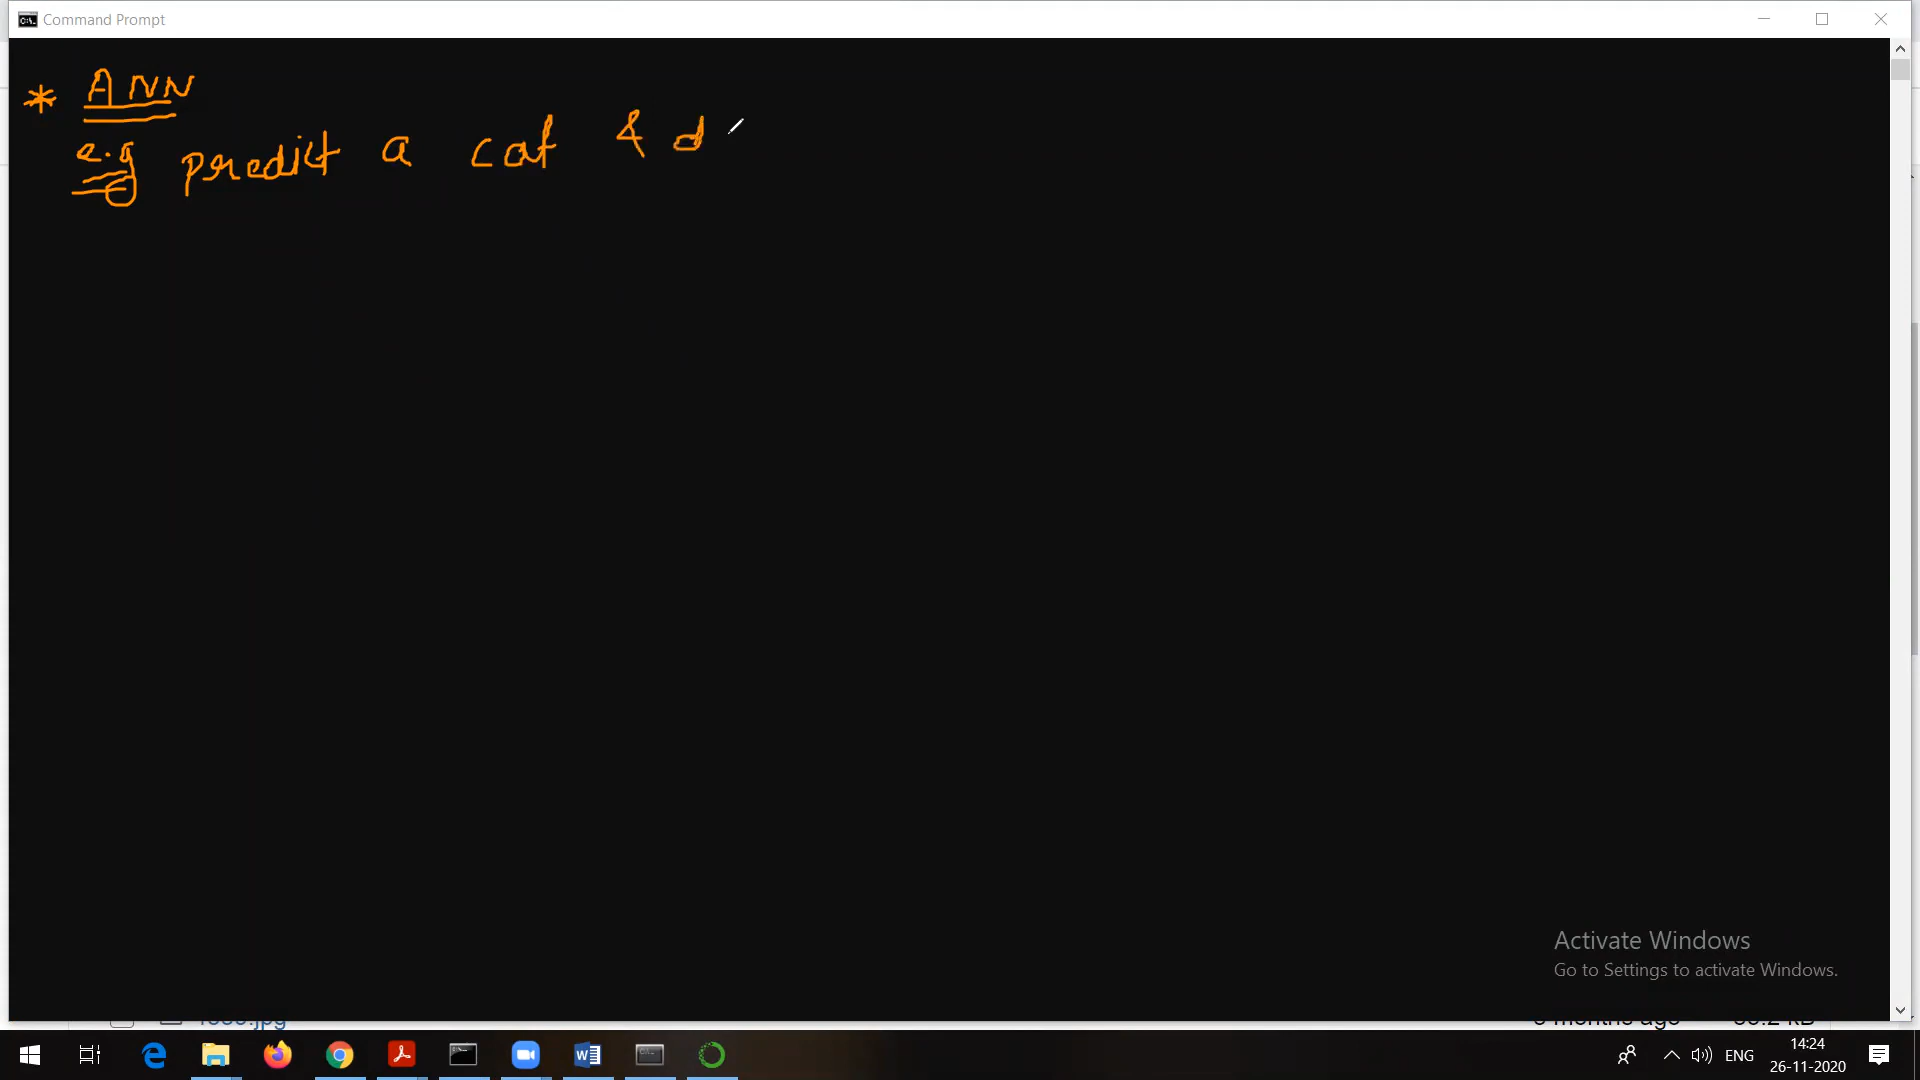 Command Prompt
* ANN
e.g predict a cat & d
Activate Windows
Go to Settings to activate Windows.
ENG
14:24
26-11-2020